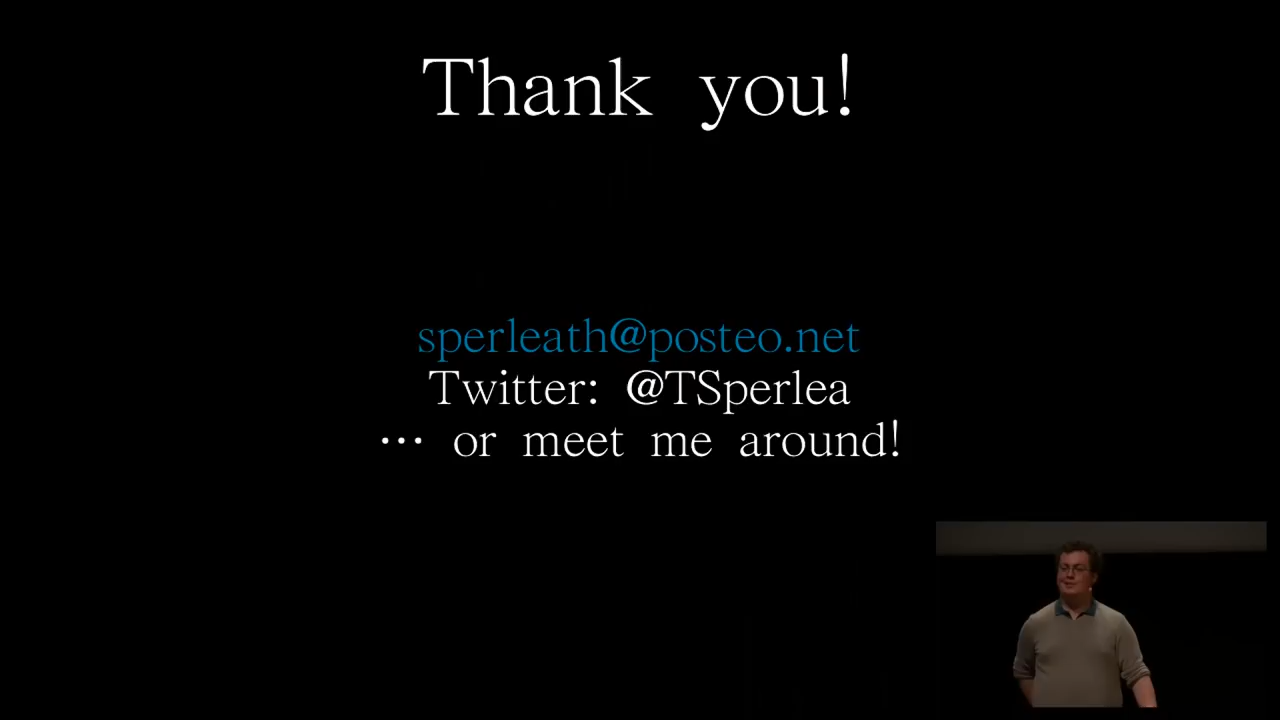 Thank you!
sperleath@posteo.net
Twitter: @TSperlea
… or meet me around!